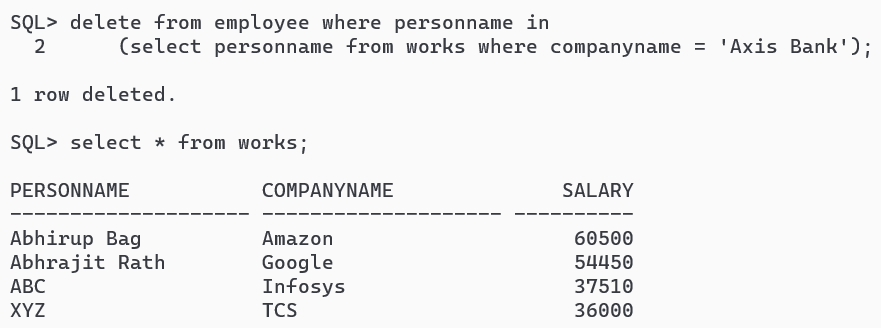 SQL> delete from employee where personname in
  2      (select personname from works where companyname = 'Axis Bank');
1 row deleted.
SQL> select * from works;
PERSONNAME           COMPANYNAME              SALARY
-------------------- -------------------- ----------
Abhirup Bag          Amazon                    60500
Abhrajit Rath        Google                    54450
ABC                  Infosys                   37510
XYZ                  TCS                       36000